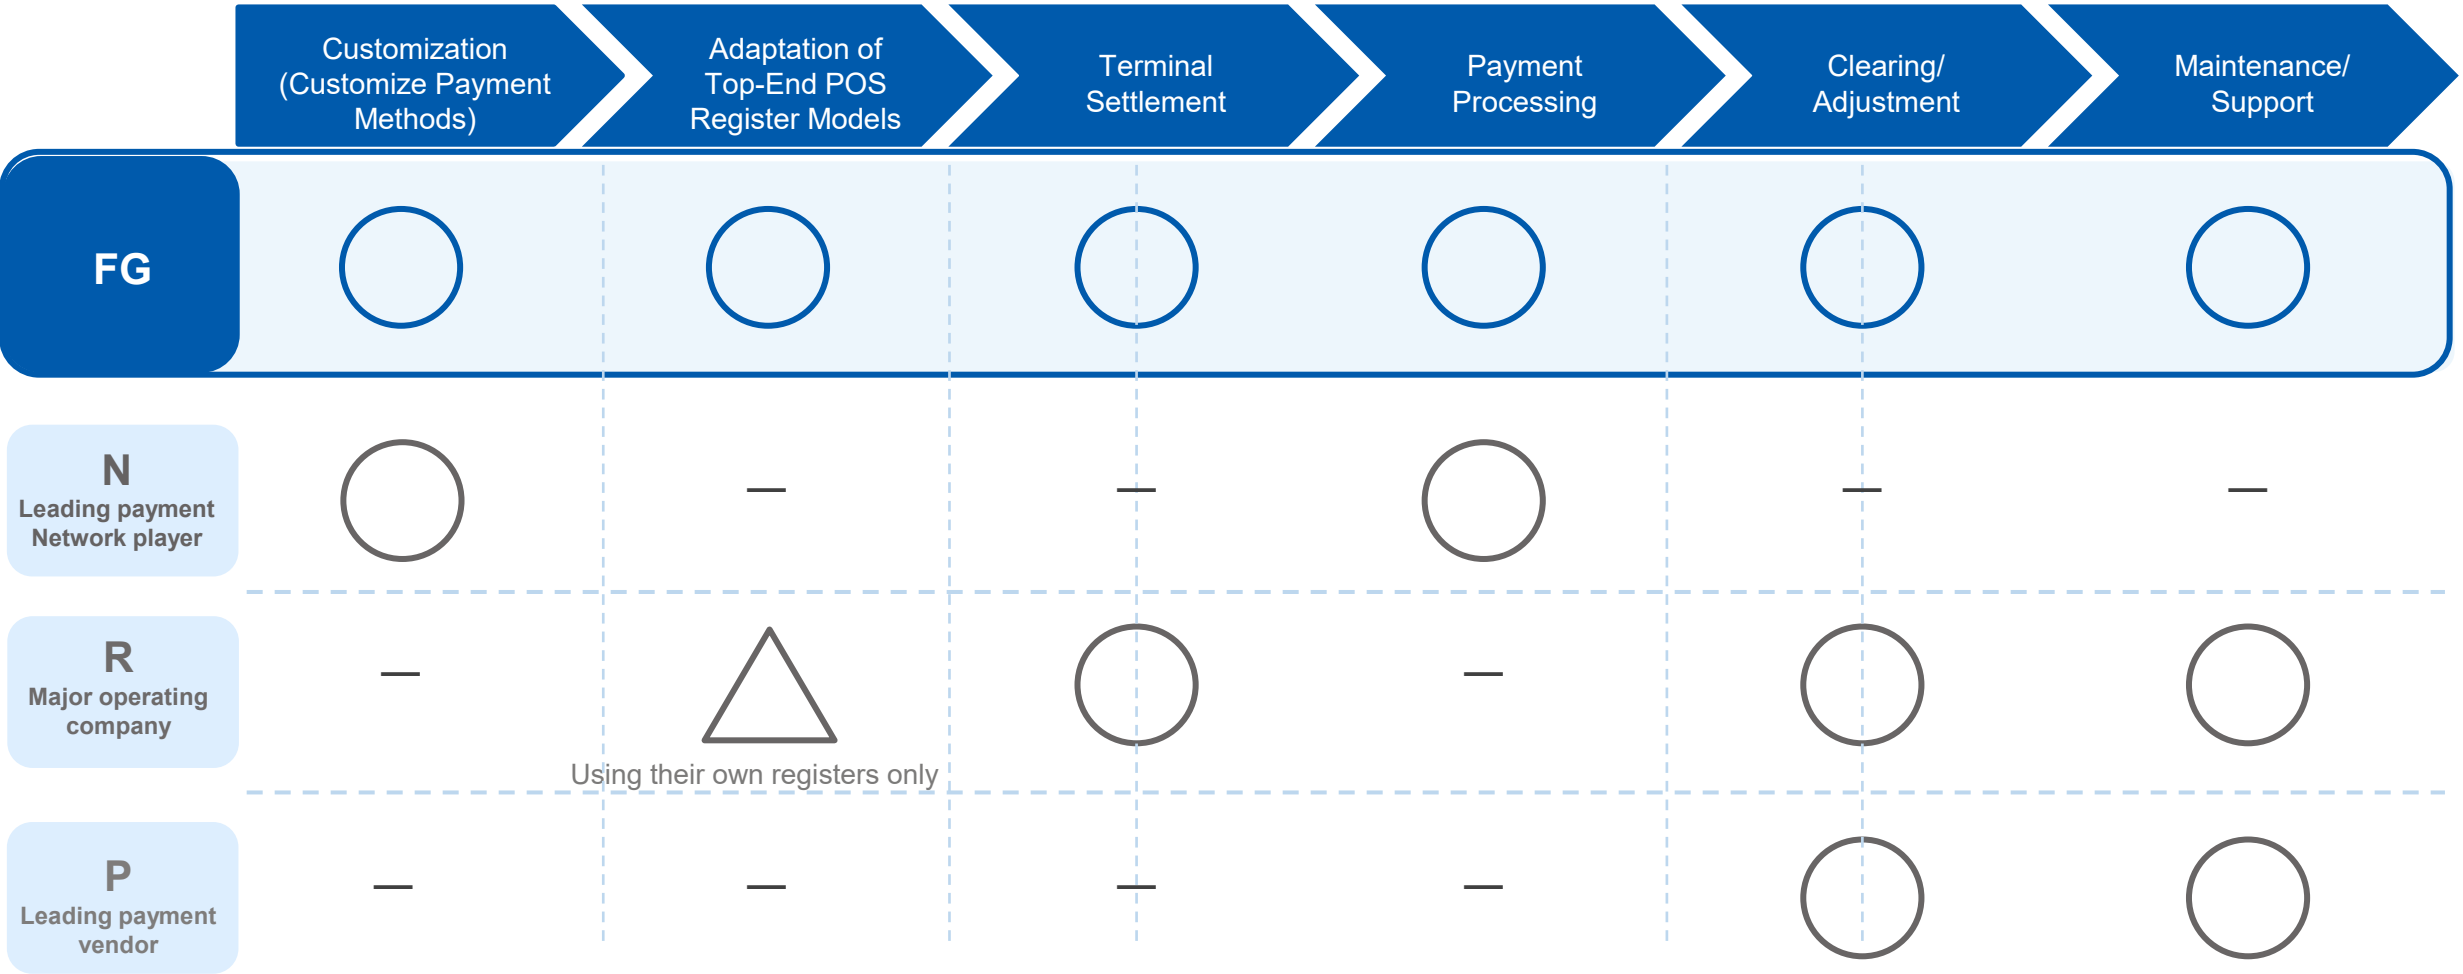 Customization
(Customize Payment
Methods)
Adaptation of
Top-End POS
Register Models
Terminal
Settlement
Payment
Processing
Clearing/
Adjustment
Maintenance/
Support
FG
N
Leading payment
Network player
— — — —
R
Major operating
company
— —
Using their own registers only
P
Leading payment
vendor
— — — —